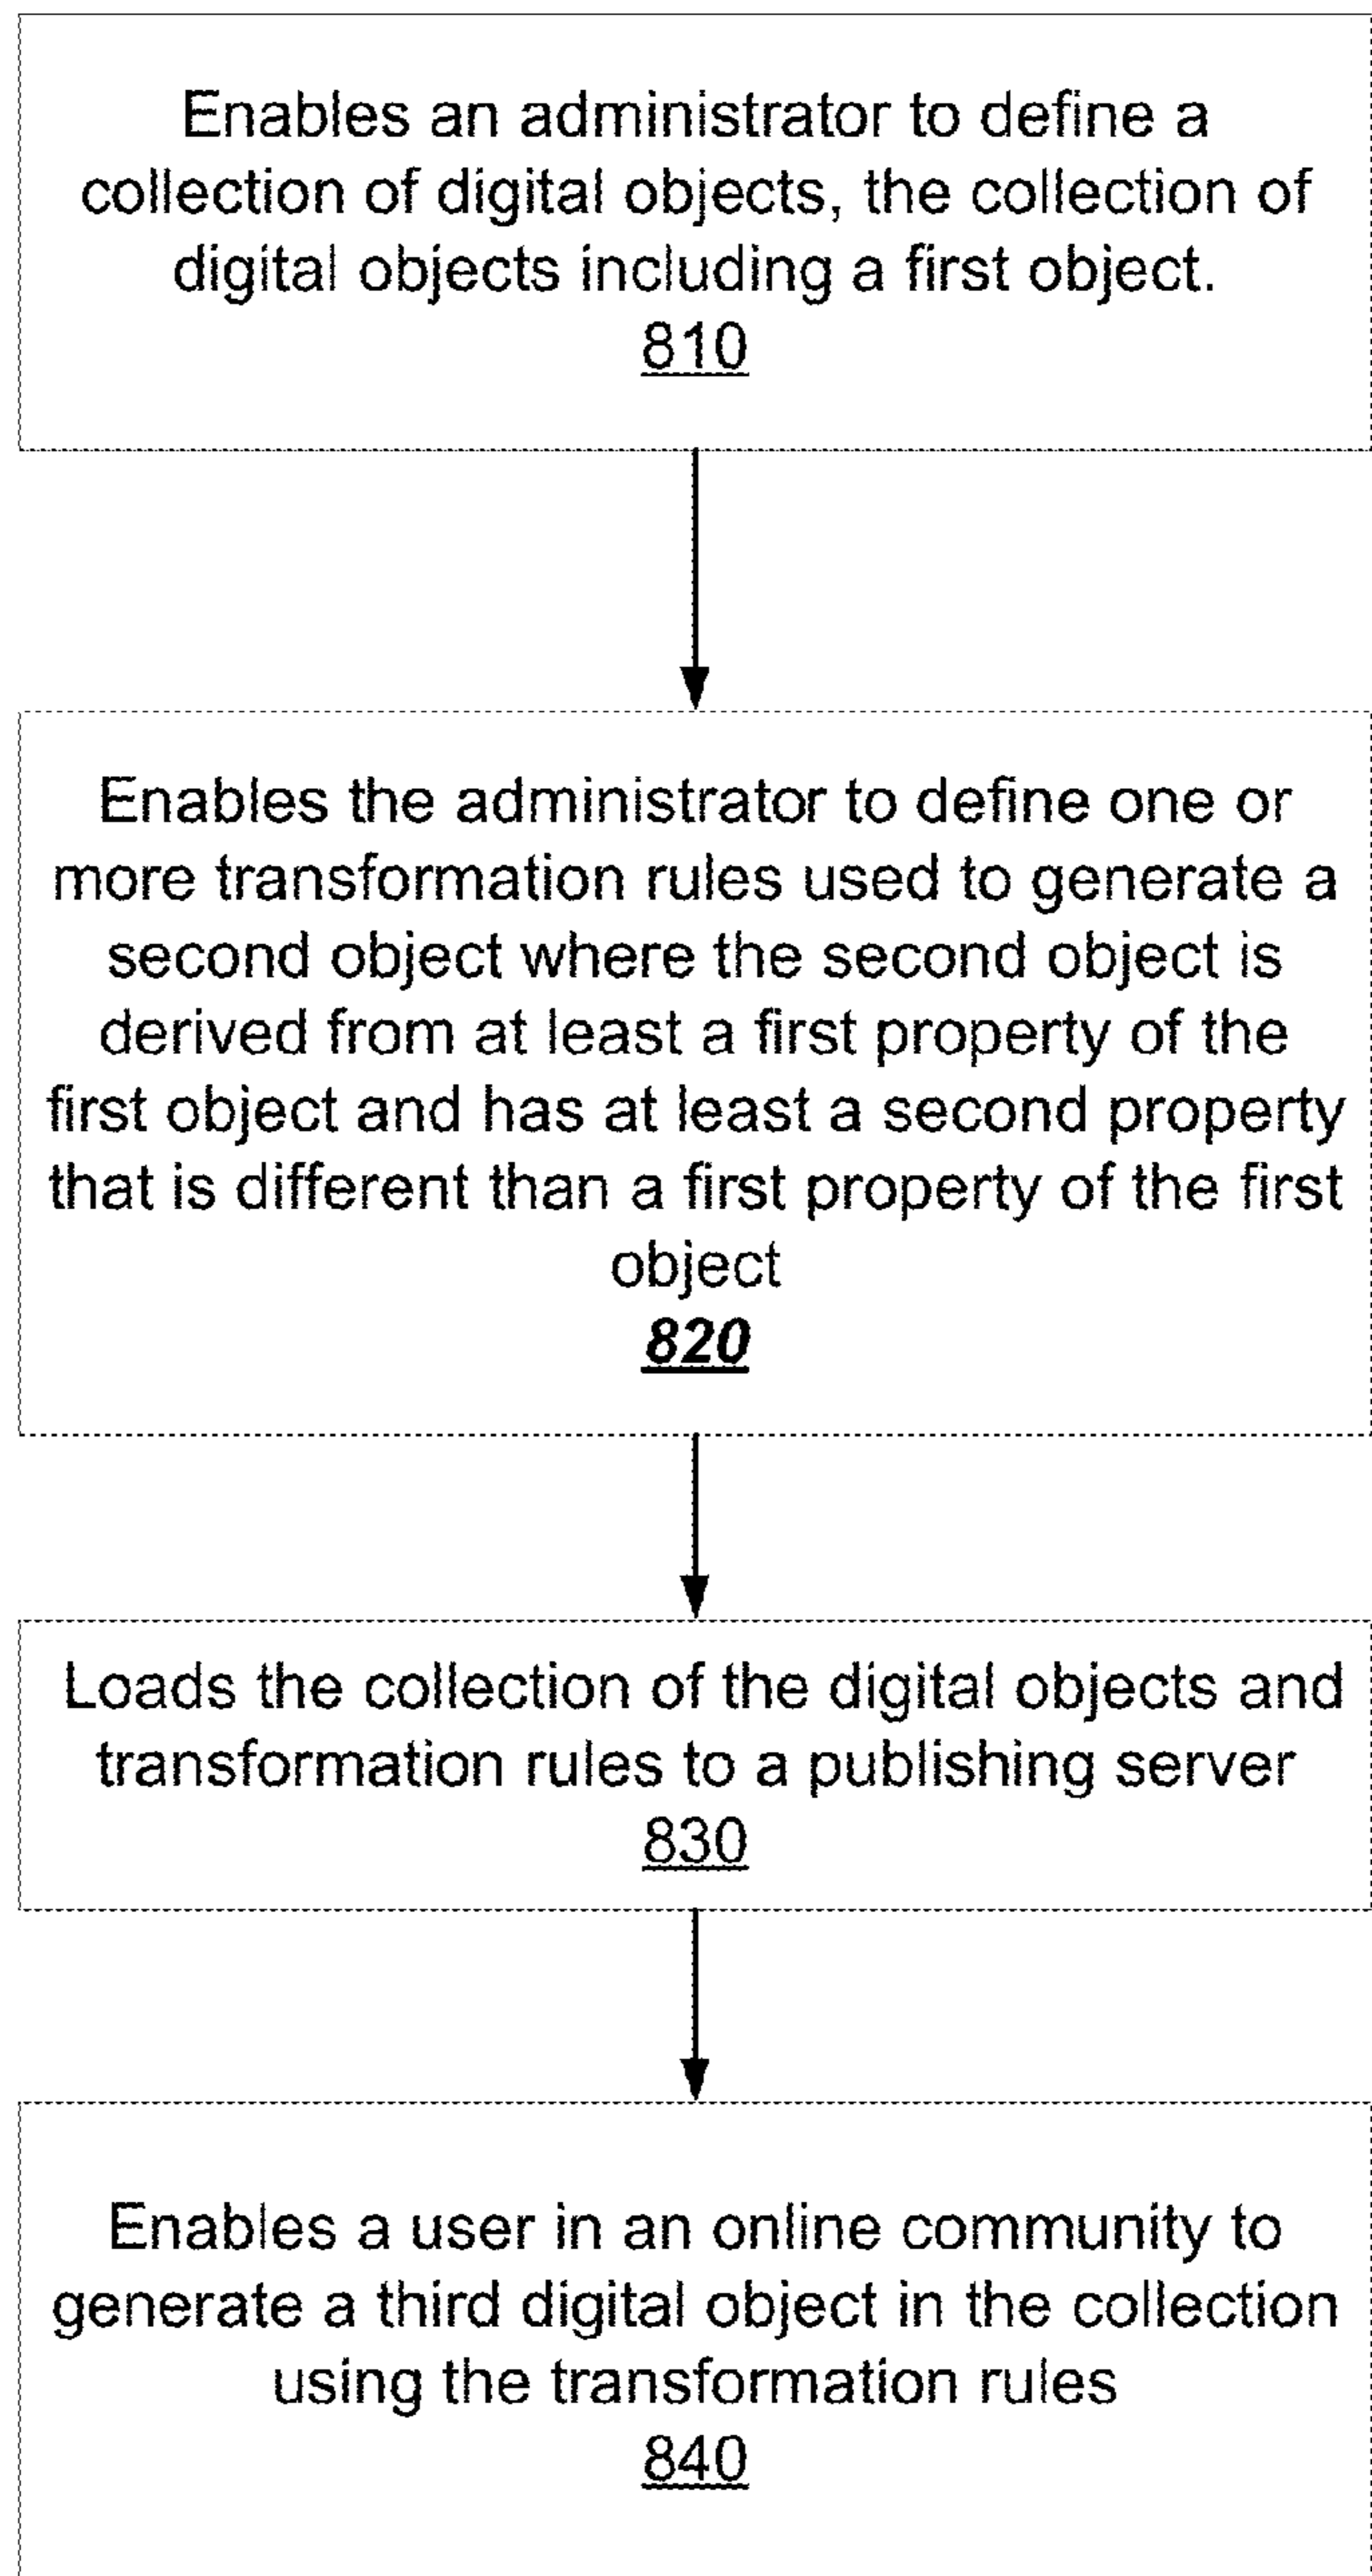 Enables an administrator to define a
collection of digital objects, the collection of
digital objects including a first object.
810
Enables the administrator to define one or
more transformation rules used to generate a
second object where the second object is
derived from at least a first property of the
first object and has at least a second property
that is different than a first property of the first
object
820
Loads the collection of the digital objects and
transformation rules to a publishing server
830
Enables a user in an online community to
generate a third digital object in the collection
using the transformation rules
840